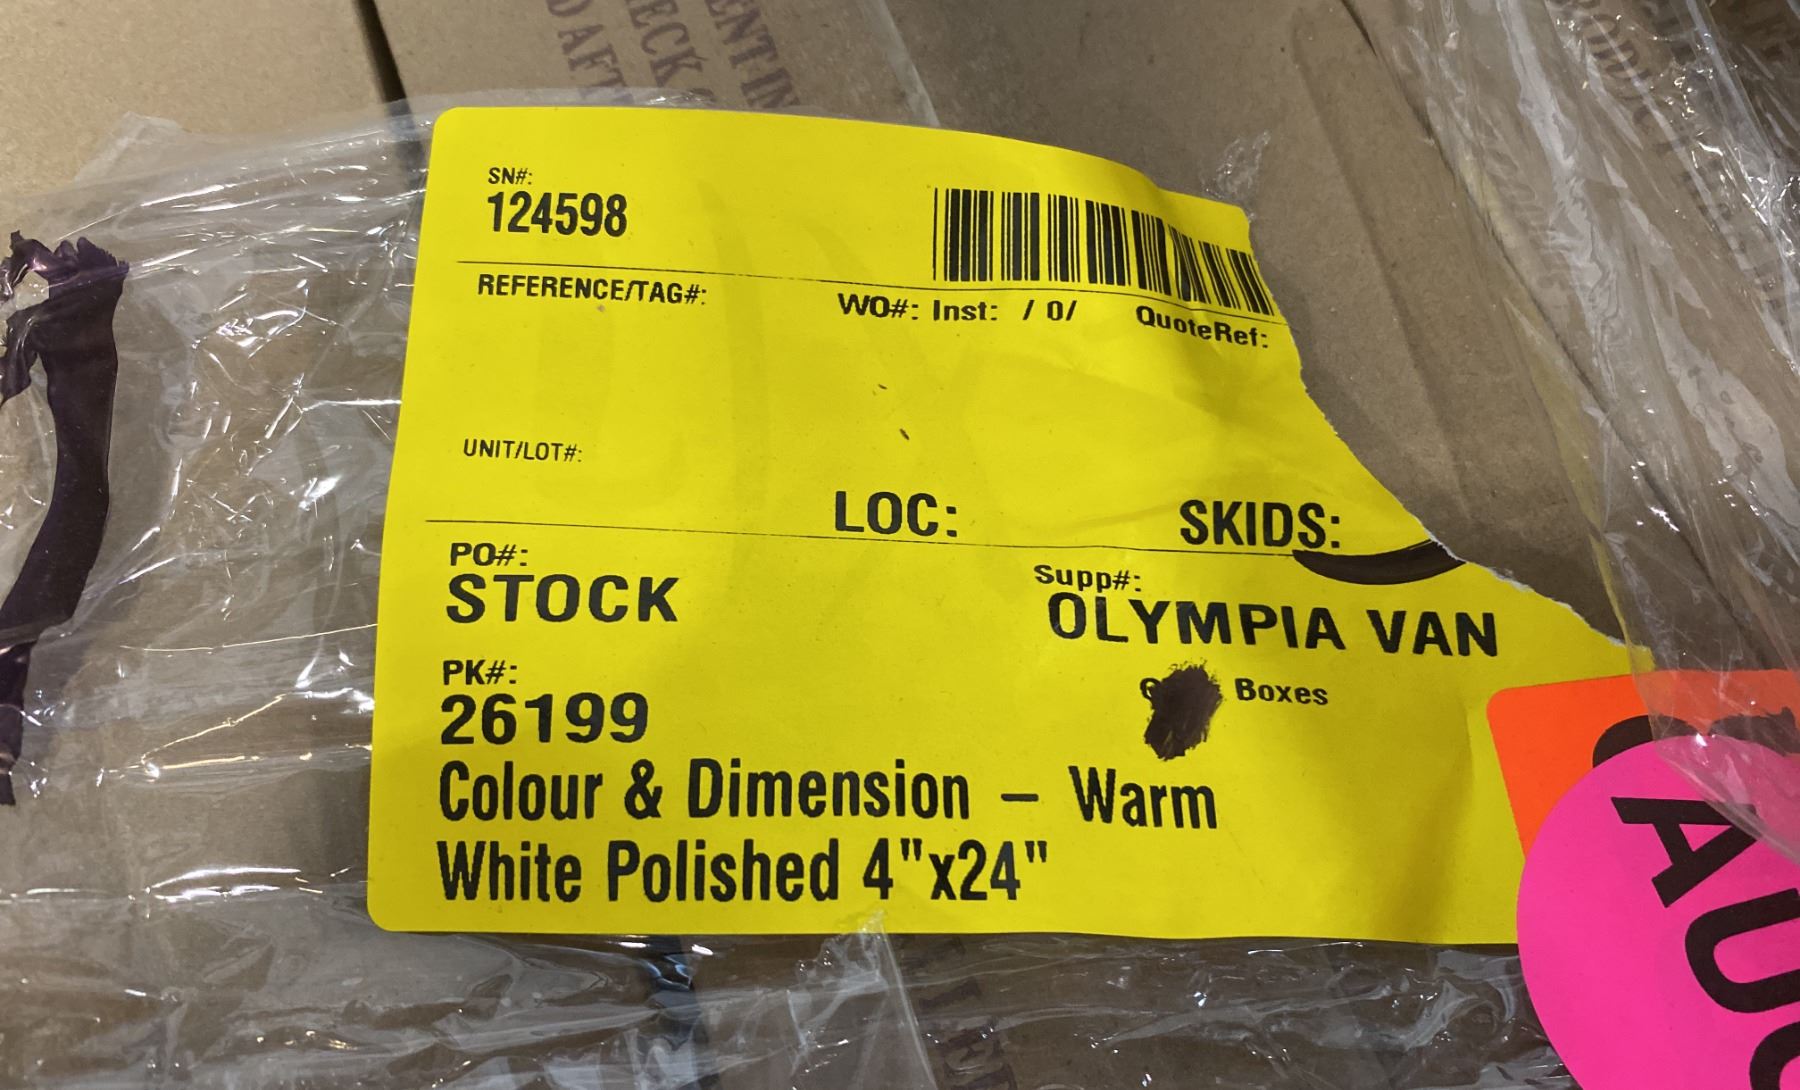 SN#:
124598
REFERENCE/TAG#:
WO#: Inst: / 0/
QuoteRef:
UNIT/LOT#:
LOC:
SKIDS:
PO#:
STOCK
Supp#:
OLYMPIA VAN
PK#:
26199
Boxes
Colour & Dimension – Warm
White Polished 4"x24"